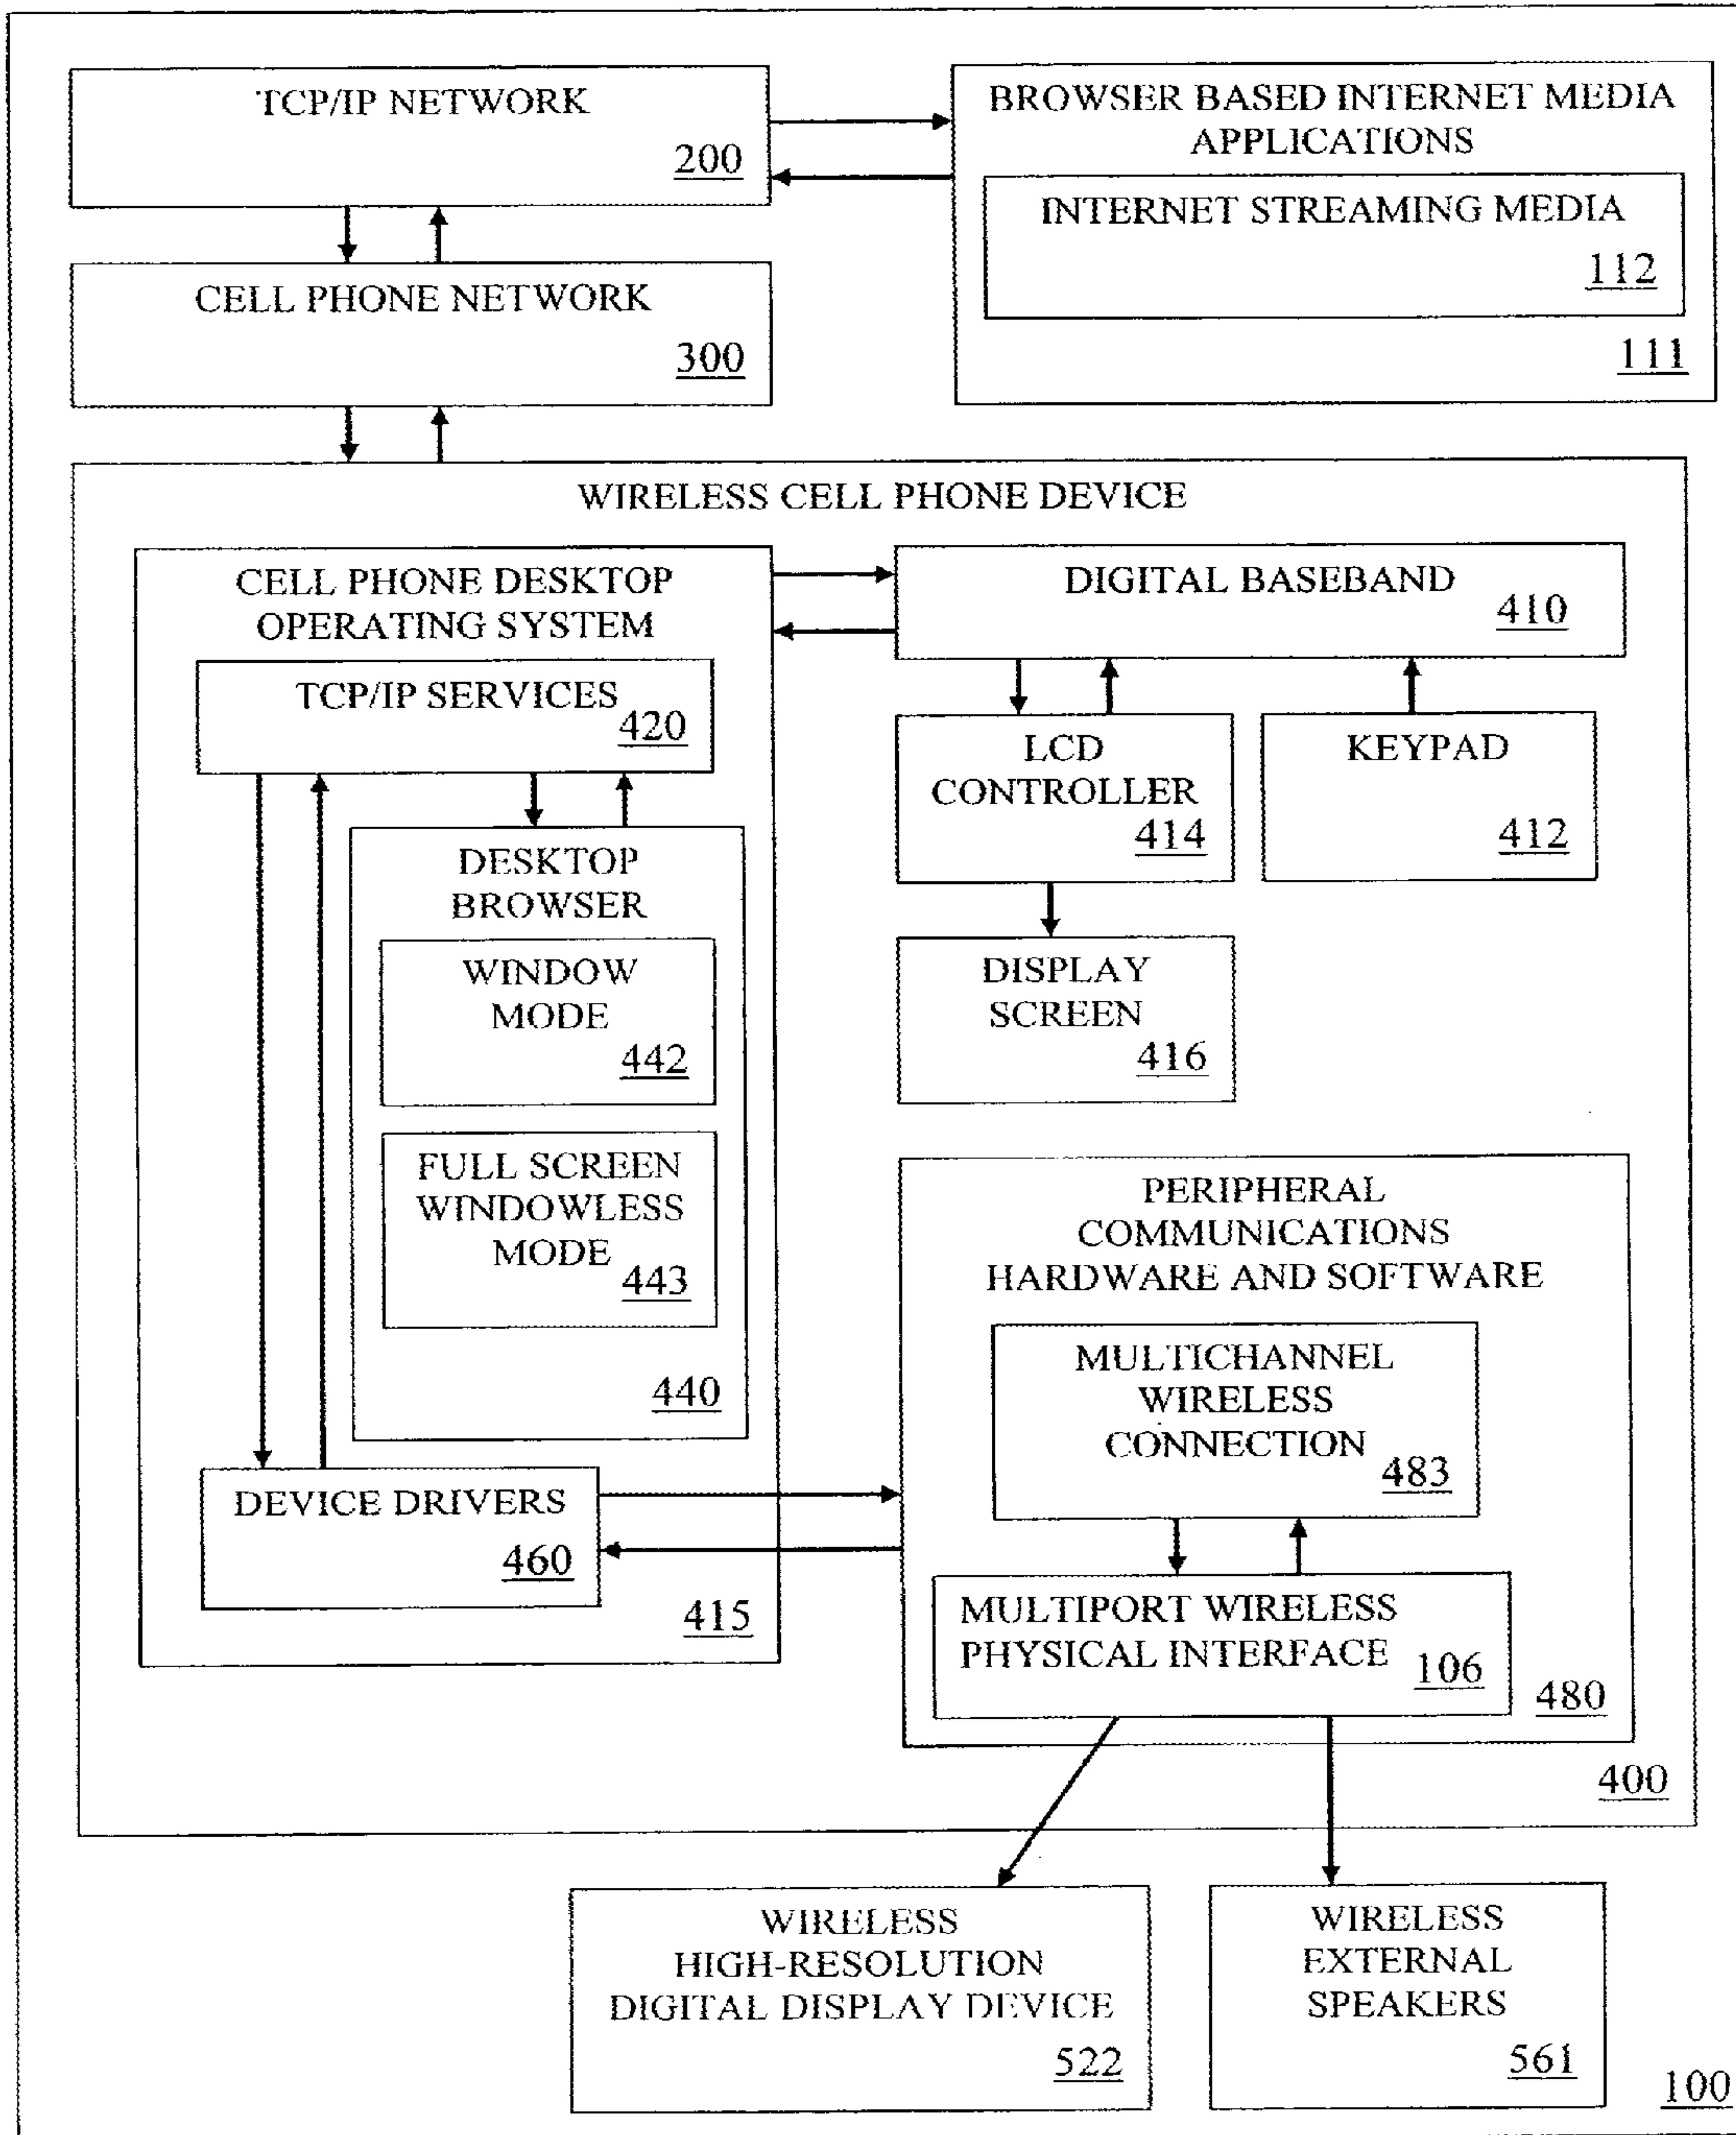 TCP/IP NETWORK
200
BROWSER BASED INTERNET MEDIA
APPLICATIONS
INTERNET STREAMING MEDIA
112
111
CELL PHONE NETWORK
300
WIRELESS CELL PHONE DEVICE
CELL PHONE DESKTOP
OPERATING SYSTEM
TCP/IP SERVICES
420
DESKTOP
BROWSER
WINDOW
MODE
442
FULL SCREEN
WINDOWLESS
MODE
443
440
DEVICE DRIVERS
460
415
DIGITAL BASEBAND
410
LCD
CONTROLLER
414
KEYPAD
412
DISPLAY
SCREEN
416
PERIPHERAL
COMMUNICATIONS
HARDWARE AND SOFTWARE
MULTICHANNEL
WIRELESS
CONNECTION
483
MULTIPORT WIRELESS
PHYSICAL INTERFACE
106
480
400
WIRELESS
HIGH-RESOLUTION
DIGITAL DISPLAY DEVICE
522
WIRELESS
EXTERNAL
SPEAKERS
561
100